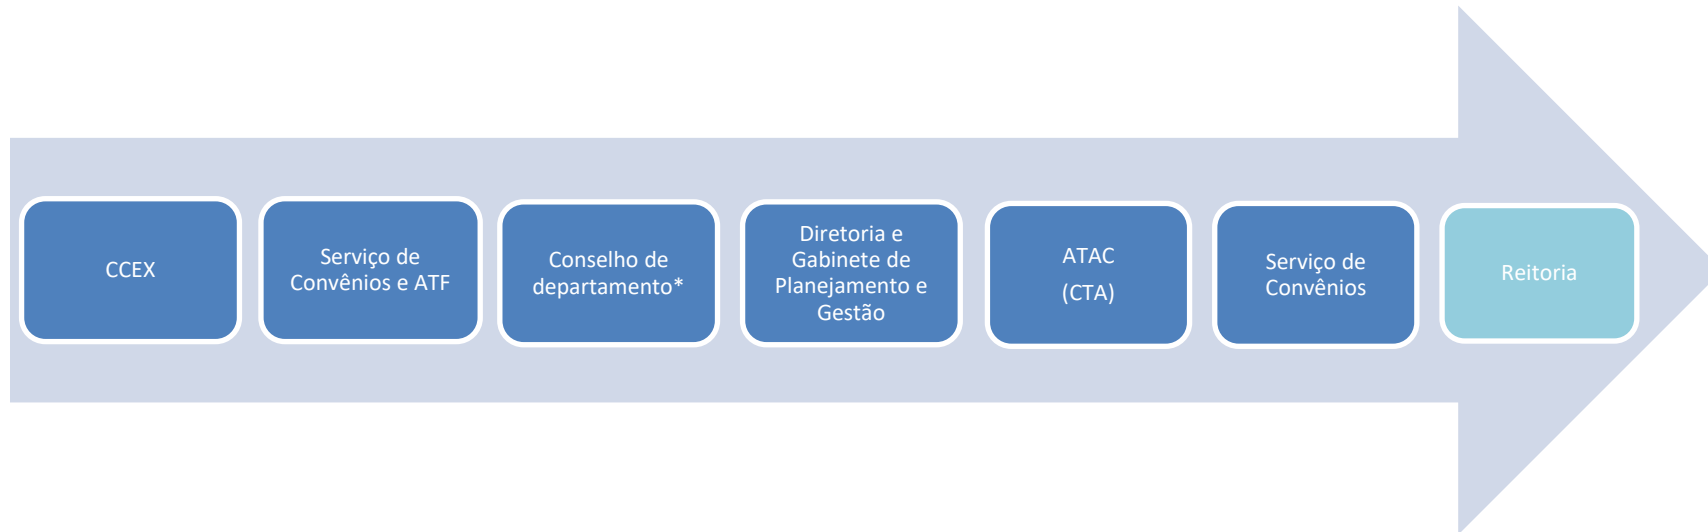 CCEX
Serviço de
Convênios e ATF
Conselho de
departamento*
Diretoria e
Gabinete de
Planejamento e
Gestão
ATAC
(CTA)
Serviço de
Convênios
Reitoria